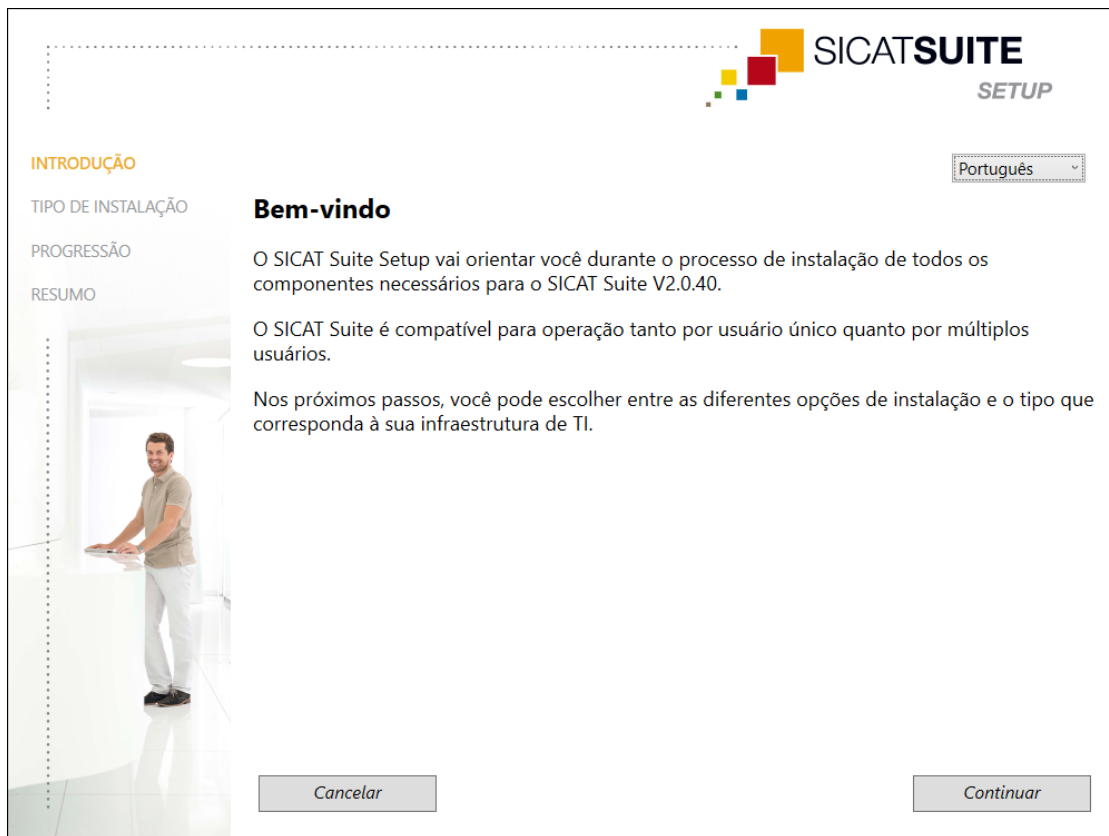 SICATSUITE
SETUP
INTRODUÇÃO
TIPO DE INSTALAÇÃO
PROGRESSÃO
RESUMO
Português
Bem-vindo
O SICAT Suite Setup vai orientar você durante o processo de instalação de todos os
componentes necessários para o SICAT Suite V2.0.40.
O SICAT Suite é compatível para operação tanto por usuário único quanto por múltiplos
usuários.
Nos próximos passos, você pode escolher entre as diferentes opções de instalação e o tipo que
corresponda à sua infraestrutura de TI.
Cancelar
Continuar